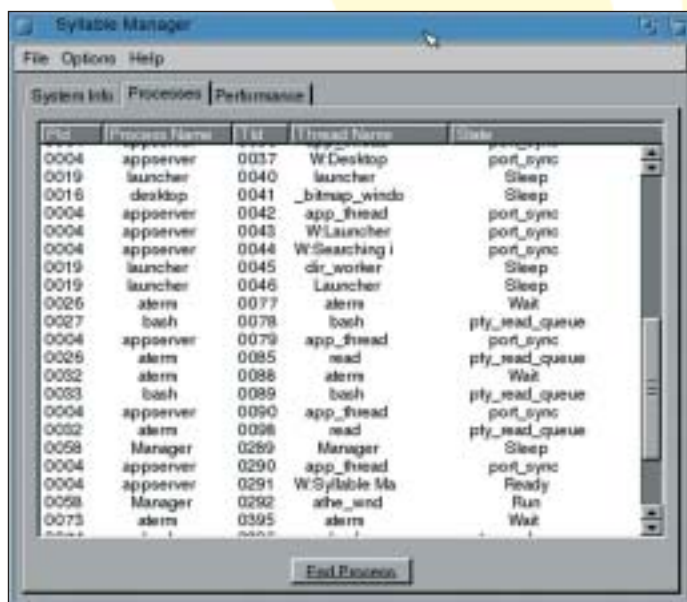 Syllable Manager
File Options Help
System Info Processes Performance
PId Process Name TId Thread Name State
0004 appserver 0037 W:Desktop port_sync
0019 launcher 0040 launcher Sleep
0016 desktop 0041 _bitmap_windo Sleep
0004 appserver 0042 app_thread port_sync
0004 appserver 0043 W:Launcher port_sync
0004 appserver 0044 W:Searching i port_sync
0019 launcher 0045 dir_worker Sleep
0019 launcher 0046 Launcher Sleep
0026 aterm 0077 aterm Wait
0027 bash 0078 bash pty_read_queue
0004 appserver 0079 app_thread port_sync
0026 aterm 0085 read pty_read_queue
0032 aterm 0088 aterm Wait
0033 bash 0089 bash pty_read_queue
0004 appserver 0090 app_thread port_sync
0032 aterm 0098 read pty_read_queue
0058 Manager 0289 Manager Sleep
0004 appserver 0290 app_thread port_sync
0004 appserver 0291 W:Syllable Ma Ready
0058 Manager 0292 athe_wnd Run
0073 aterm 0395 aterm Wait
End Process